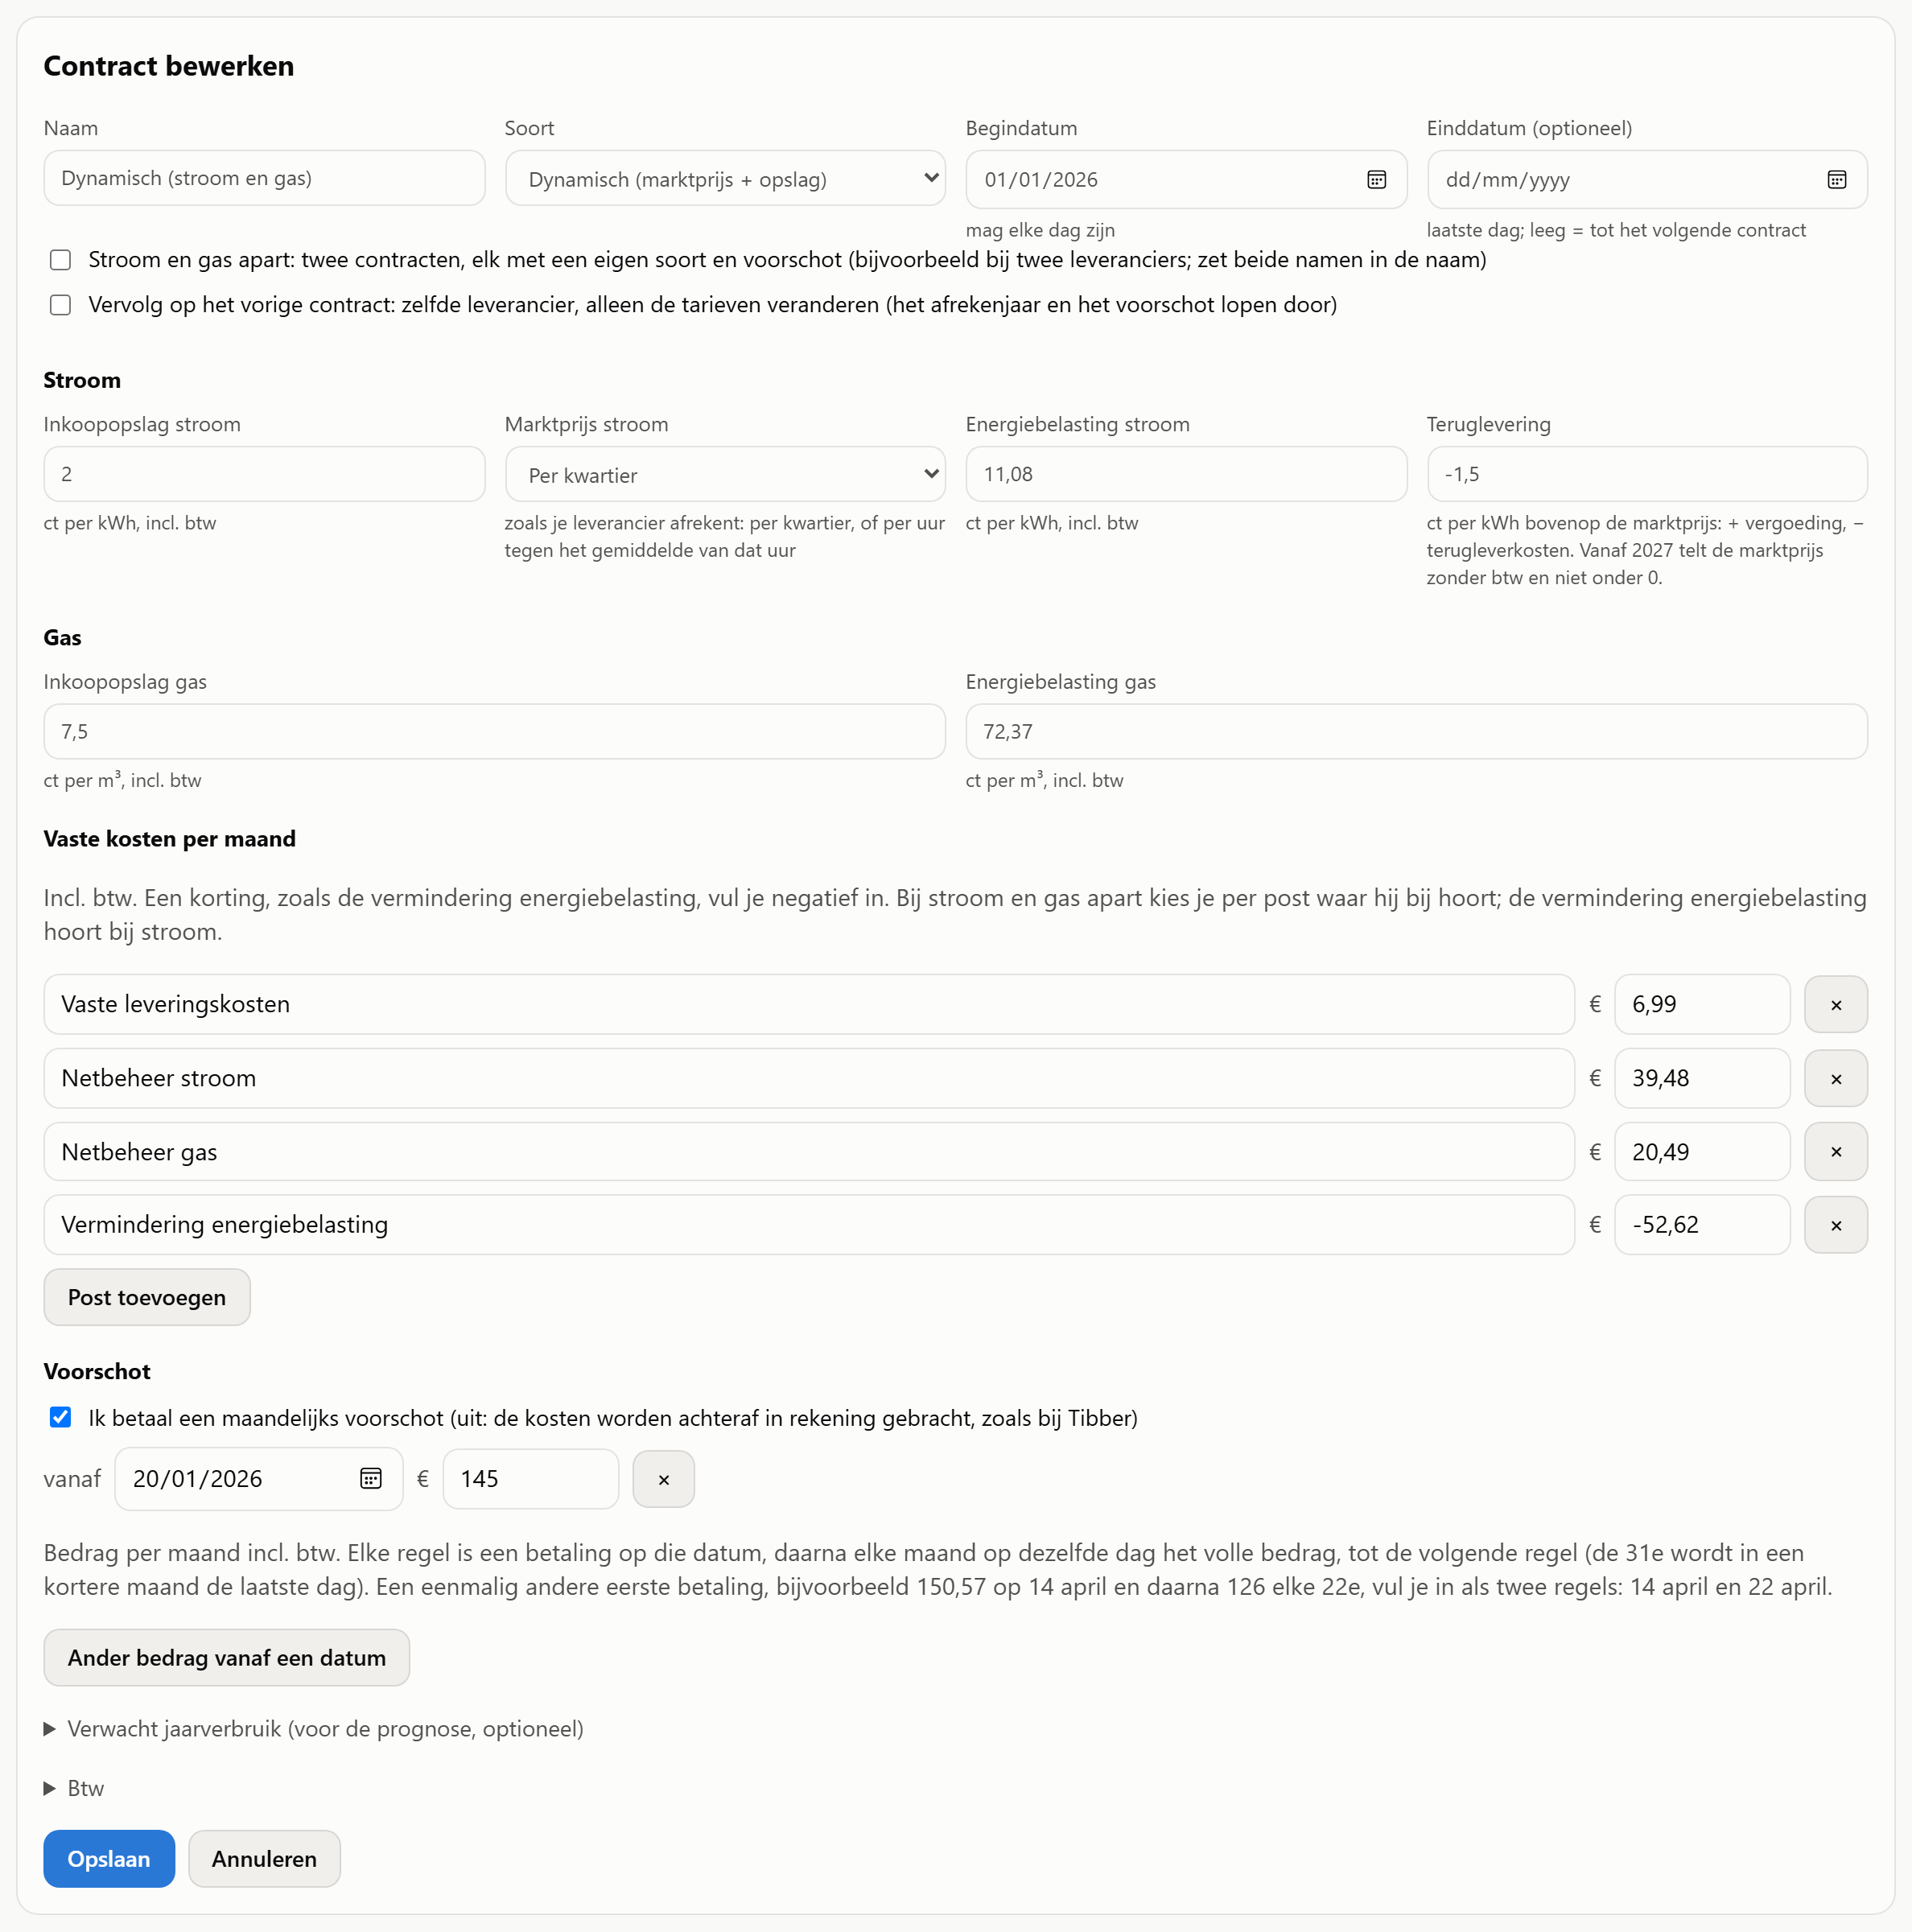 Contract bewerken
Naam
Soort
Begindatum
Einddatum (optioneel)
Dynamisch (stroom en gas)
Dynamisch (marktprijs + opslag)
01/01/2026
dd/mm/yyyy
mag elke dag zijn
laatste dag; leeg = tot het volgende contract
Stroom en gas apart: twee contracten, elk met een eigen soort en voorschot (bijvoorbeeld bij twee leveranciers; zet beide namen in de naam)
Vervolg op het vorige contract: zelfde leverancier, alleen de tarieven veranderen (het afrekenjaar en het voorschot lopen door)
Stroom
Inkoopopslag stroom
Marktprijs stroom
Energiebelasting stroom
Teruglevering
2
Per kwartier
11,08
-1,5
ct per kWh, incl. btw
zoals je leverancier afrekent: per kwartier, of per uur
tegen het gemiddelde van dat uur
ct per kWh, incl. btw
ct per kWh bovenop de marktprijs: + vergoeding, −
terugleverkosten. Vanaf 2027 telt de marktprijs
zonder btw en niet onder 0.
Gas
Inkoopopslag gas
Energiebelasting gas
7,5
72,37
ct per m³, incl. btw
ct per m³, incl. btw
Vaste kosten per maand
Incl. btw. Een korting, zoals de vermindering energiebelasting, vul je negatief in. Bij stroom en gas apart kies je per post waar hij bij hoort; de vermindering energiebelasting
hoort bij stroom.
Vaste leveringskosten € 6,99 ×
Netbeheer stroom € 39,48 ×
Netbeheer gas € 20,49 ×
Vermindering energiebelasting € -52,62 ×
Post toevoegen
Voorschot
Ik betaal een maandelijks voorschot (uit: de kosten worden achteraf in rekening gebracht, zoals bij Tibber)
vanaf 20/01/2026 € 145 ×
Bedrag per maand incl. btw. Elke regel is een betaling op die datum, daarna elke maand op dezelfde dag het volle bedrag, tot de volgende regel (de 31e wordt in een
kortere maand de laatste dag). Een eenmalig andere eerste betaling, bijvoorbeeld 150,57 op 14 april en daarna 126 elke 22e, vul je in als twee regels: 14 april en 22 april.
Ander bedrag vanaf een datum
Verwacht jaarverbruik (voor de prognose, optioneel)
Btw
Opslaan
Annuleren